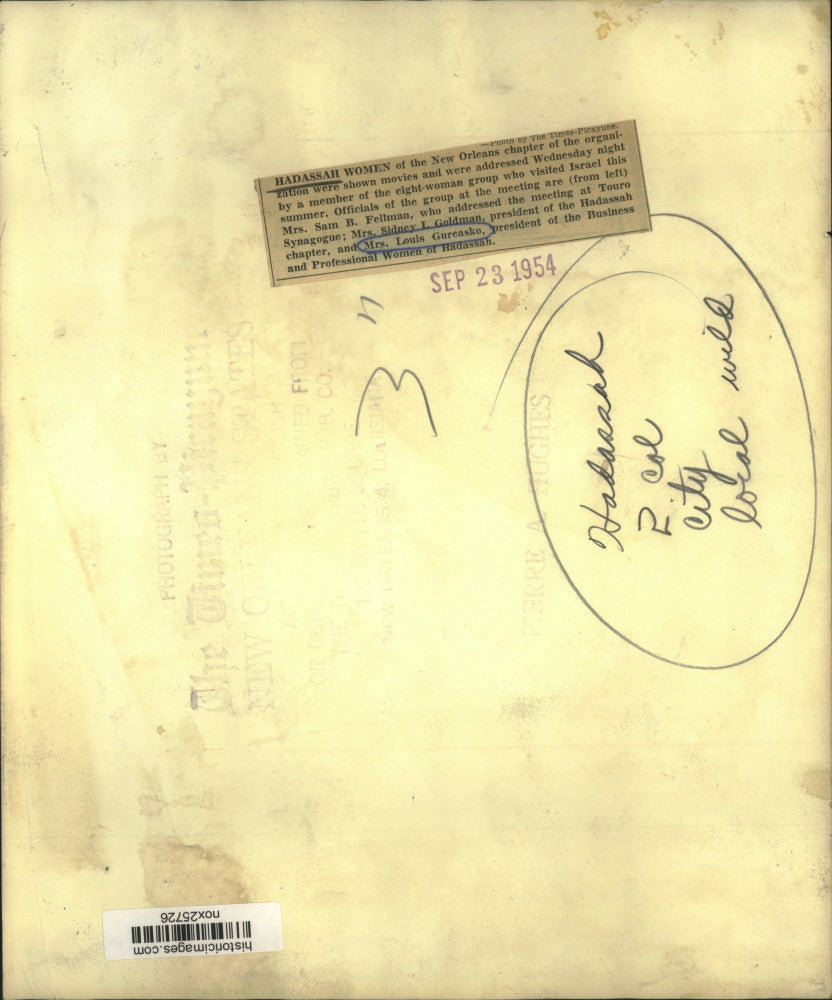 —Photo by The Times-Picayune.
HADASSAH WOMEN of the New Orleans chapter of the organi-
zation were shown movies and were addressed Wednesday night
by a member of the eight-woman group who visited Israel this
summer. Officials of the group at the meeting are (from left)
Mrs. Sam B. Fellman, who addressed the meeting at Touro
Synagogue; Mrs. Sidney I. Goldman, president of the Hadassah
chapter, and Mrs. Louis Gureasko, president of the Business
and Professional Women of Hadassah.
SEP 23 1954
3"
Hadassah
2 col
city
local wild
PHOTOGRAPH BY
The Times-Picayune
NEW ORLEANS STATES
PIERRE A. HUGHES
historicimages.com
nox25726